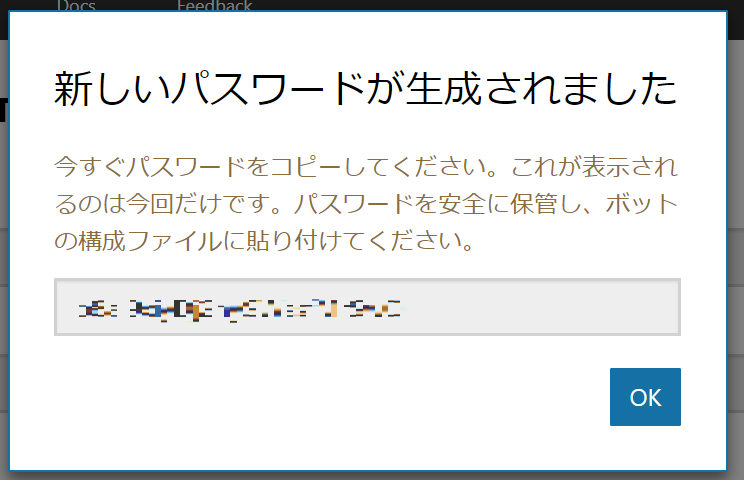 Docs Feedback
新しいパスワードが生成されました
今すぐパスワードをコピーしてください。これが表示され
るのは今回だけです。パスワードを安全に保管し、ボット
の構成ファイルに貼り付けてください。
OK